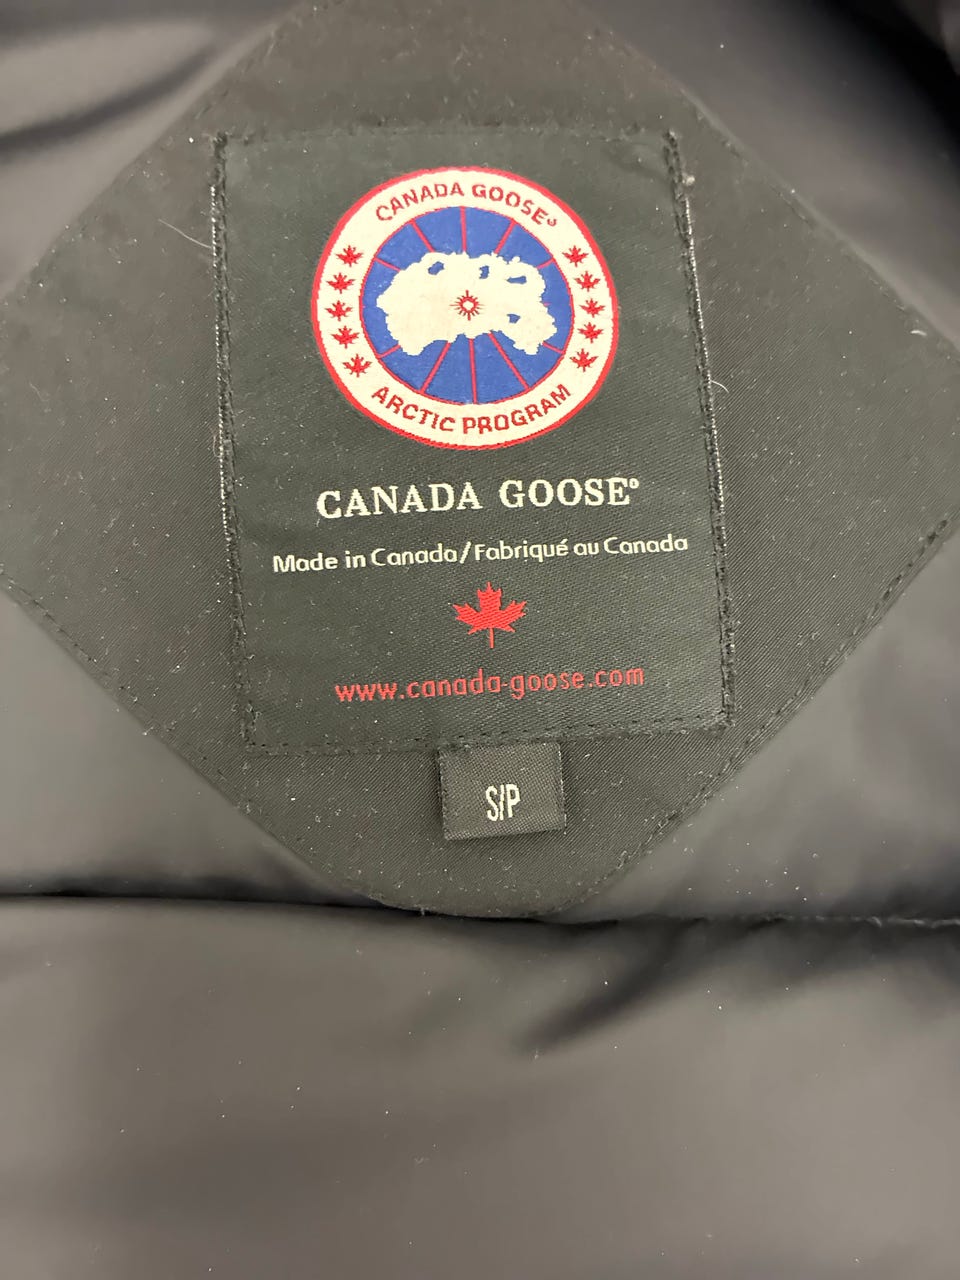 CANADA GOOSE®
ARCTIC PROGRAM
CANADA GOOSE®
Made in Canada/Fabriqué au Canada
www.canada-goose.com
S/P